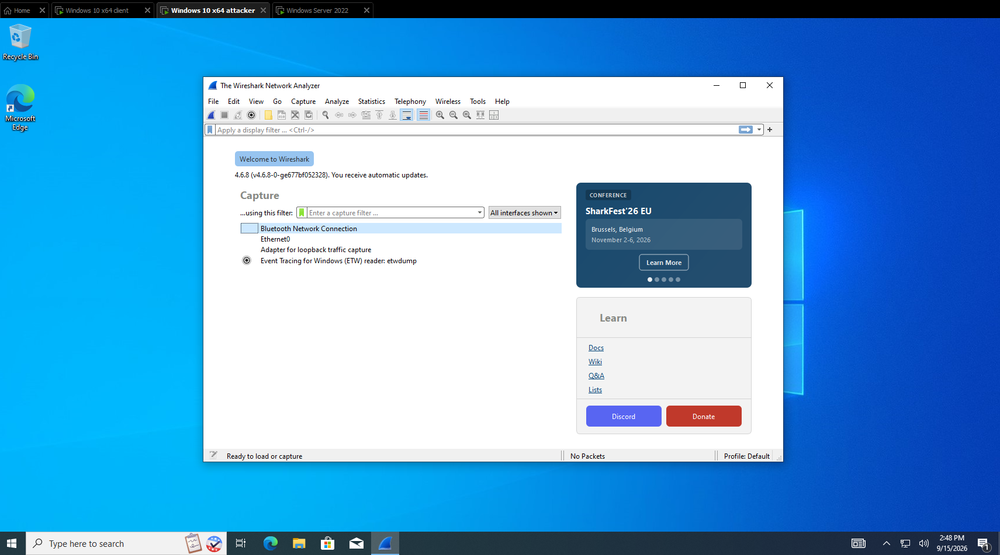 Home
Windows 10 x64 client
Windows 10 x64 attacker
Windows Server 2022
Recycle Bin
Microsoft
Edge
The Wireshark Network Analyzer
File Edit View Go Capture Analyze Statistics Telephony Wireless Tools Help
Apply a display filter ... <Ctrl-/>
Welcome to Wireshark
4.6.8 (v4.6.8-0-ge677bf052328). You receive automatic updates.
Capture
...using this filter: Enter a capture filter ... All interfaces shown
Bluetooth Network Connection
Ethernet0
Adapter for loopback traffic capture
Event Tracing for Windows (ETW) reader: etwdump
CONFERENCE
SharkFest'26 EU
Brussels, Belgium
November 2-6, 2026
Learn More
Learn
Docs
Wiki
Q&A
Lists
Discord Donate
Ready to load or capture No Packets Profile: Default
Type here to search
2:48 PM
9/15/2026
1